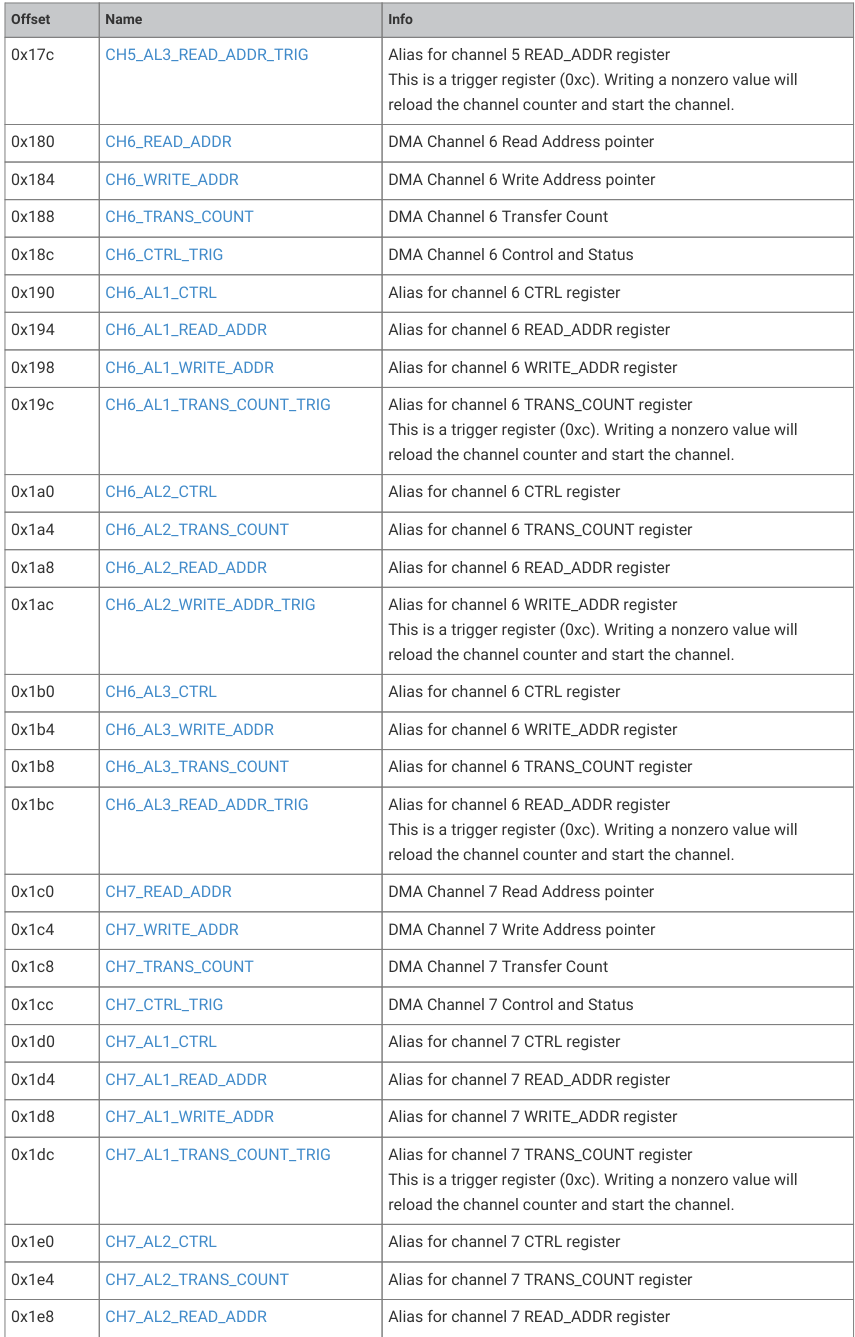 Offset Name Info
0x17c CH5_AL3_READ_ADDR_TRIG Alias for channel 5 READ_ADDR register
This is a trigger register (0xc). Writing a nonzero value will
reload the channel counter and start the channel.
0x180 CH6_READ_ADDR DMA Channel 6 Read Address pointer
0x184 CH6_WRITE_ADDR DMA Channel 6 Write Address pointer
0x188 CH6_TRANS_COUNT DMA Channel 6 Transfer Count
0x18c CH6_CTRL_TRIG DMA Channel 6 Control and Status
0x190 CH6_AL1_CTRL Alias for channel 6 CTRL register
0x194 CH6_AL1_READ_ADDR Alias for channel 6 READ_ADDR register
0x198 CH6_AL1_WRITE_ADDR Alias for channel 6 WRITE_ADDR register
0x19c CH6_AL1_TRANS_COUNT_TRIG Alias for channel 6 TRANS_COUNT register
This is a trigger register (0xc). Writing a nonzero value will
reload the channel counter and start the channel.
0x1a0 CH6_AL2_CTRL Alias for channel 6 CTRL register
0x1a4 CH6_AL2_TRANS_COUNT Alias for channel 6 TRANS_COUNT register
0x1a8 CH6_AL2_READ_ADDR Alias for channel 6 READ_ADDR register
0x1ac CH6_AL2_WRITE_ADDR_TRIG Alias for channel 6 WRITE_ADDR register
This is a trigger register (0xc). Writing a nonzero value will
reload the channel counter and start the channel.
0x1b0 CH6_AL3_CTRL Alias for channel 6 CTRL register
0x1b4 CH6_AL3_WRITE_ADDR Alias for channel 6 WRITE_ADDR register
0x1b8 CH6_AL3_TRANS_COUNT Alias for channel 6 TRANS_COUNT register
0x1bc CH6_AL3_READ_ADDR_TRIG Alias for channel 6 READ_ADDR register
This is a trigger register (0xc). Writing a nonzero value will
reload the channel counter and start the channel.
0x1c0 CH7_READ_ADDR DMA Channel 7 Read Address pointer
0x1c4 CH7_WRITE_ADDR DMA Channel 7 Write Address pointer
0x1c8 CH7_TRANS_COUNT DMA Channel 7 Transfer Count
0x1cc CH7_CTRL_TRIG DMA Channel 7 Control and Status
0x1d0 CH7_AL1_CTRL Alias for channel 7 CTRL register
0x1d4 CH7_AL1_READ_ADDR Alias for channel 7 READ_ADDR register
0x1d8 CH7_AL1_WRITE_ADDR Alias for channel 7 WRITE_ADDR register
0x1dc CH7_AL1_TRANS_COUNT_TRIG Alias for channel 7 TRANS_COUNT register
This is a trigger register (0xc). Writing a nonzero value will
reload the channel counter and start the channel.
0x1e0 CH7_AL2_CTRL Alias for channel 7 CTRL register
0x1e4 CH7_AL2_TRANS_COUNT Alias for channel 7 TRANS_COUNT register
0x1e8 CH7_AL2_READ_ADDR Alias for channel 7 READ_ADDR register